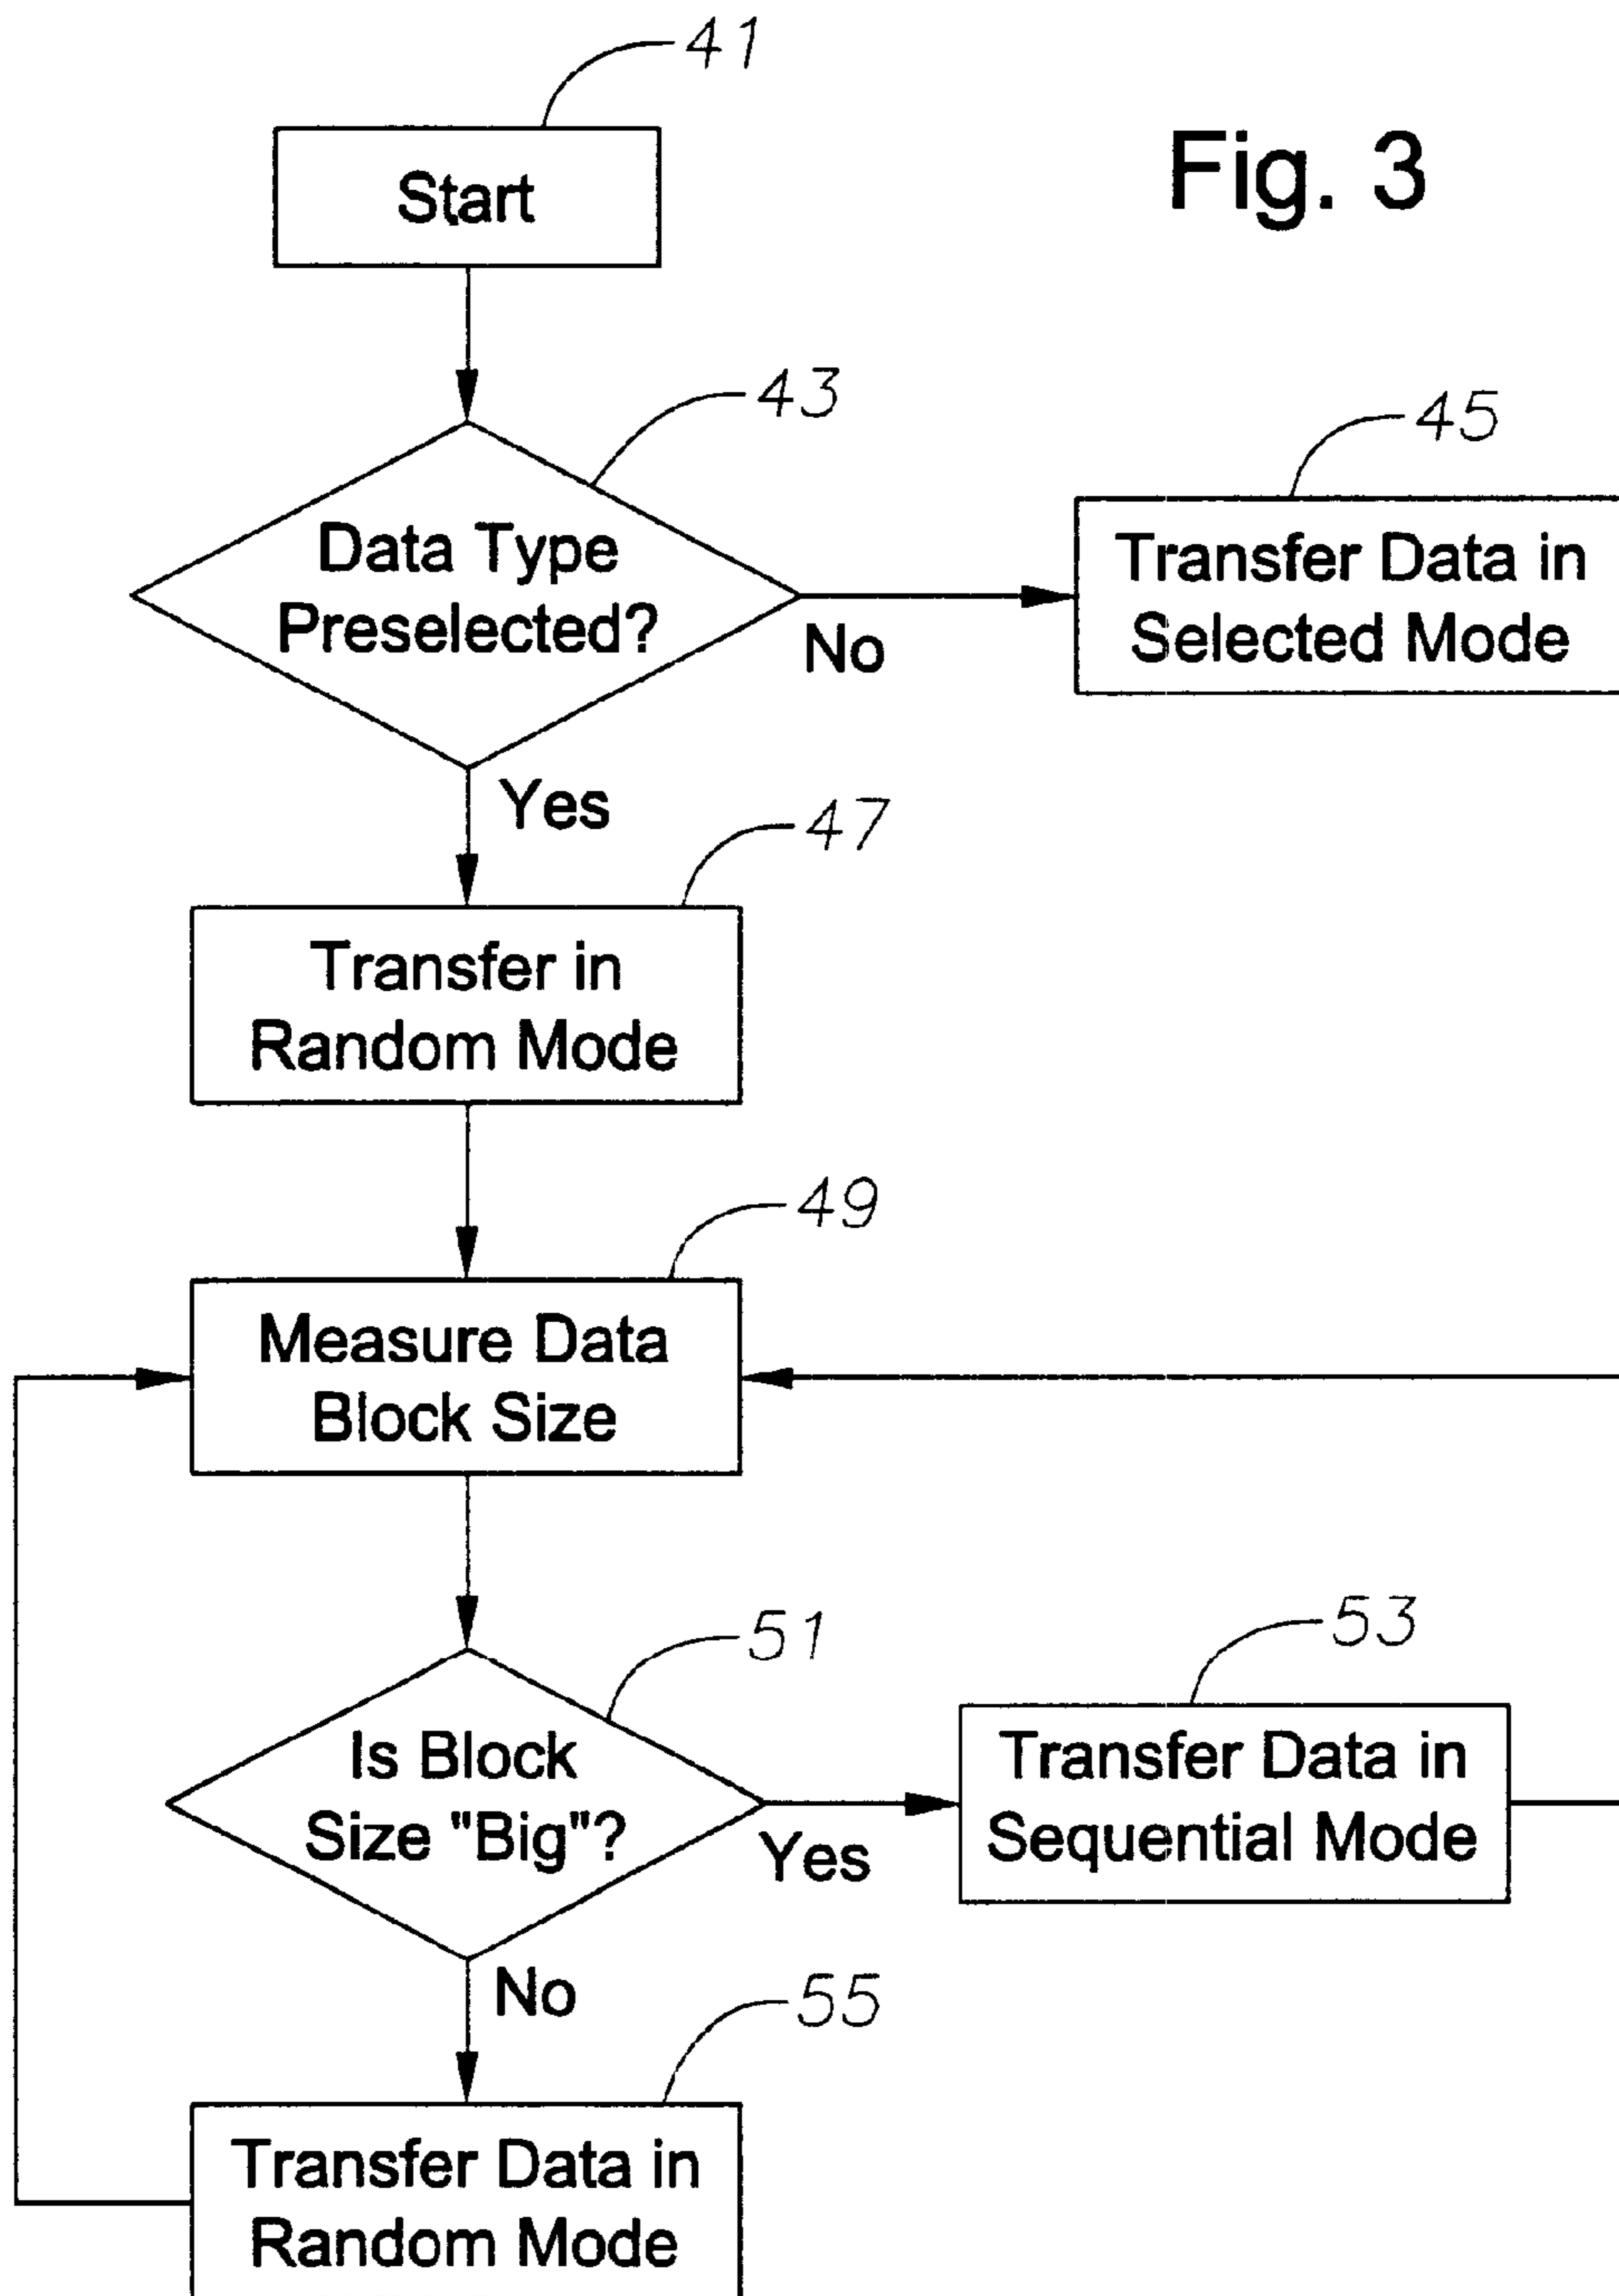 Fig. 3
41
Start
43
Data Type
Preselected?
No
45
Transfer Data in
Selected Mode
Yes
47
Transfer in
Random Mode
49
Measure Data
Block Size
51
Is Block
Size "Big"?
Yes
53
Transfer Data in
Sequential Mode
No
55
Transfer Data in
Random Mode